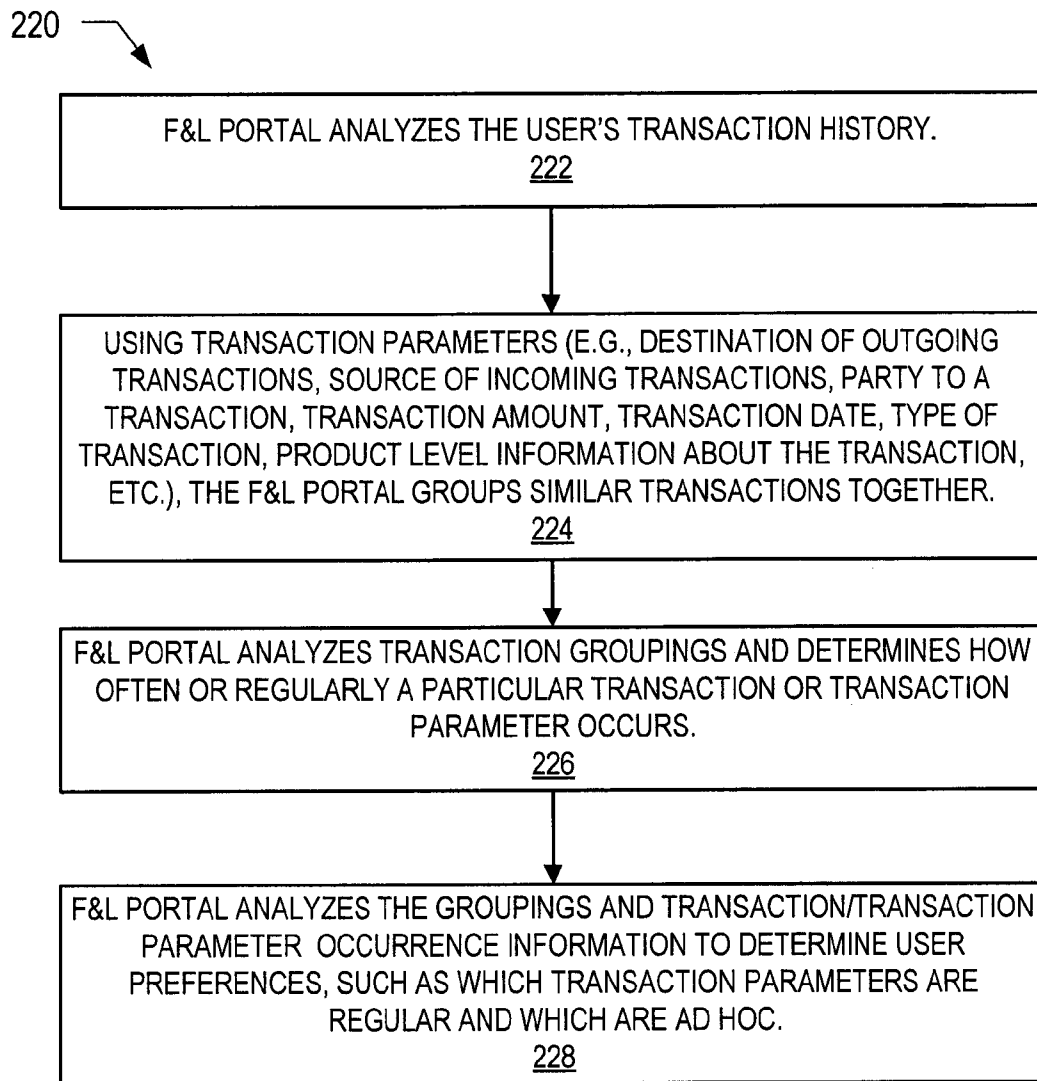 220
F&L PORTAL ANALYZES THE USER'S TRANSACTION HISTORY.
222
USING TRANSACTION PARAMETERS (E.G., DESTINATION OF OUTGOING
TRANSACTIONS, SOURCE OF INCOMING TRANSACTIONS, PARTY TO A
TRANSACTION, TRANSACTION AMOUNT, TRANSACTION DATE, TYPE OF
TRANSACTION, PRODUCT LEVEL INFORMATION ABOUT THE TRANSACTION,
ETC.), THE F&L PORTAL GROUPS SIMILAR TRANSACTIONS TOGETHER.
224
F&L PORTAL ANALYZES TRANSACTION GROUPINGS AND DETERMINES HOW
OFTEN OR REGULARLY A PARTICULAR TRANSACTION OR TRANSACTION
PARAMETER OCCURS.
226
F&L PORTAL ANALYZES THE GROUPINGS AND TRANSACTION/TRANSACTION
PARAMETER OCCURRENCE INFORMATION TO DETERMINE USER
PREFERENCES, SUCH AS WHICH TRANSACTION PARAMETERS ARE
REGULAR AND WHICH ARE AD HOC.
228